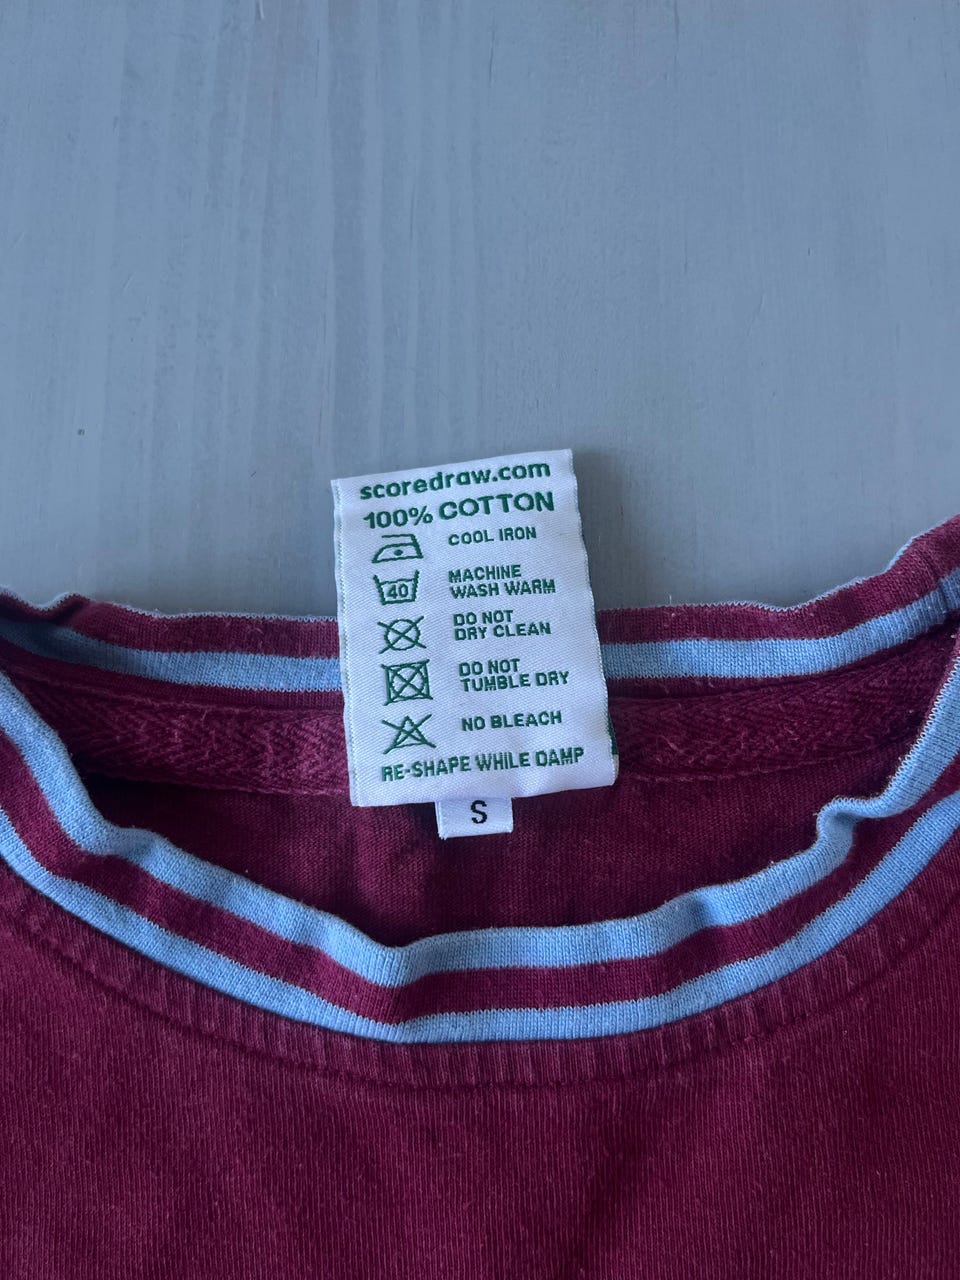 scoredraw.com
100% COTTON
COOL IRON
40
MACHINE
WASH WARM
DO NOT
DRY CLEAN
DO NOT
TUMBLE DRY
NO BLEACH
RE-SHAPE WHILE DAMP
S